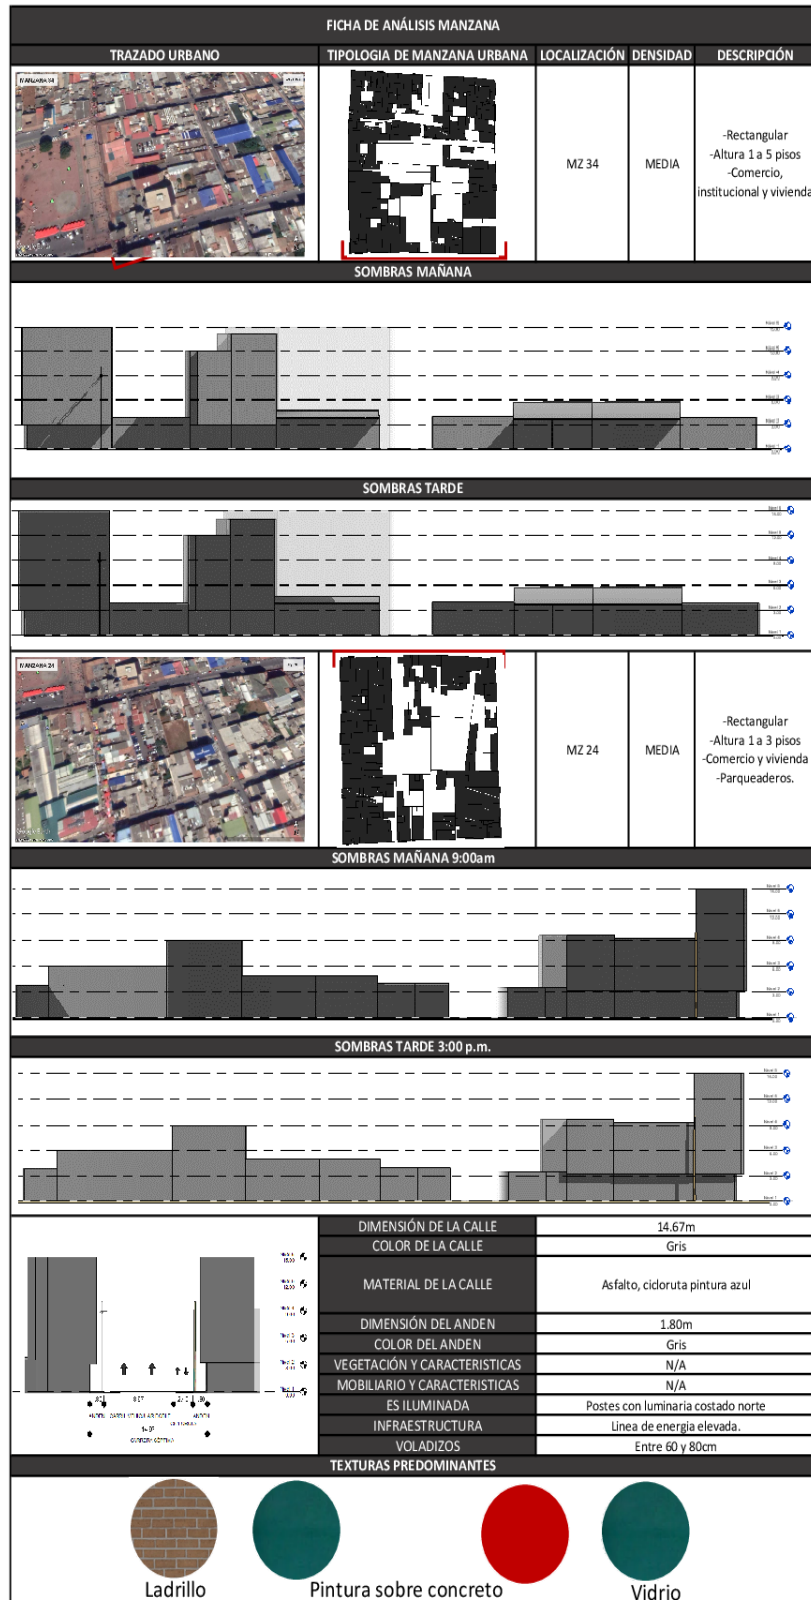 FICHA DE ANÁLISIS MANZANA
TRAZADO URBANO
TIPOLOGIA DE MANZANA URBANA
LOCALIZACIÓN
DENSIDAD
DESCRIPCIÓN
MANZANA 34
MZ 34
MEDIA
-Rectangular
-Altura 1 a 5 pisos
-Comercio,
institucional y vivienda
SOMBRAS MAÑANA
SOMBRAS TARDE
MANZANA 24
MZ 24
MEDIA
-Rectangular
-Altura 1 a 3 pisos
-Comercio y vivienda
-Parqueaderos.
SOMBRAS MAÑANA 9:00am
SOMBRAS TARDE 3:00 p.m.
DIMENSIÓN DE LA CALLE
14.67m
COLOR DE LA CALLE
Gris
MATERIAL DE LA CALLE
Asfalto, cicloruta pintura azul
DIMENSIÓN DEL ANDEN
1.80m
COLOR DEL ANDEN
Gris
VEGETACIÓN Y CARACTERISTICAS
N/A
MOBILIARIO Y CARACTERISTICAS
N/A
ES ILUMINADA
Postes con luminaria costado norte
INFRAESTRUCTURA
Linea de energia elevada.
VOLADIZOS
Entre 60 y 80cm
TEXTURAS PREDOMINANTES
Ladrillo
Pintura sobre concreto
Vidrio